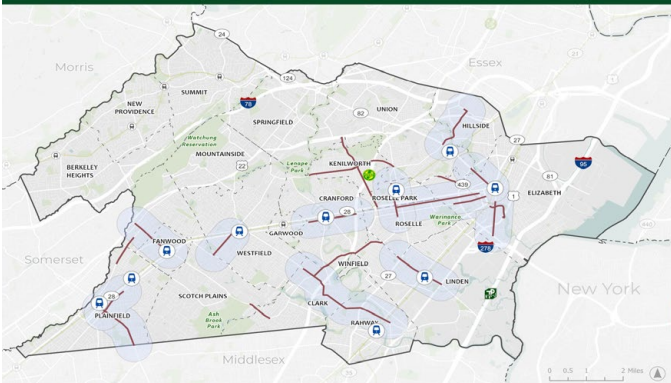 24
Morris
Essex
124
SUMMIT
78
NEW
PROVIDENCE
82
UNION
SPRINGFIELD
HILLSIDE
27
Watchung
Reservation
MOUNTAINSIDE
22
Lenape
Park
KENILWORTH
95
BERKELEY
HEIGHTS
81
439
ELIZABETH
1
CRANFORD
ROSELLE PARK
28
Warinanco
Park
ROSELLE
GARWOOD
FANWOOD
WESTFIELD
278
Somerset
WINFIELD
27
LINDEN
New York
SCOTCH PLAINS
28
CLARK
PLAINFIELD
Ash
Brook
Park
RAHWAY
Middlesex
0 0.5 1 2 Miles